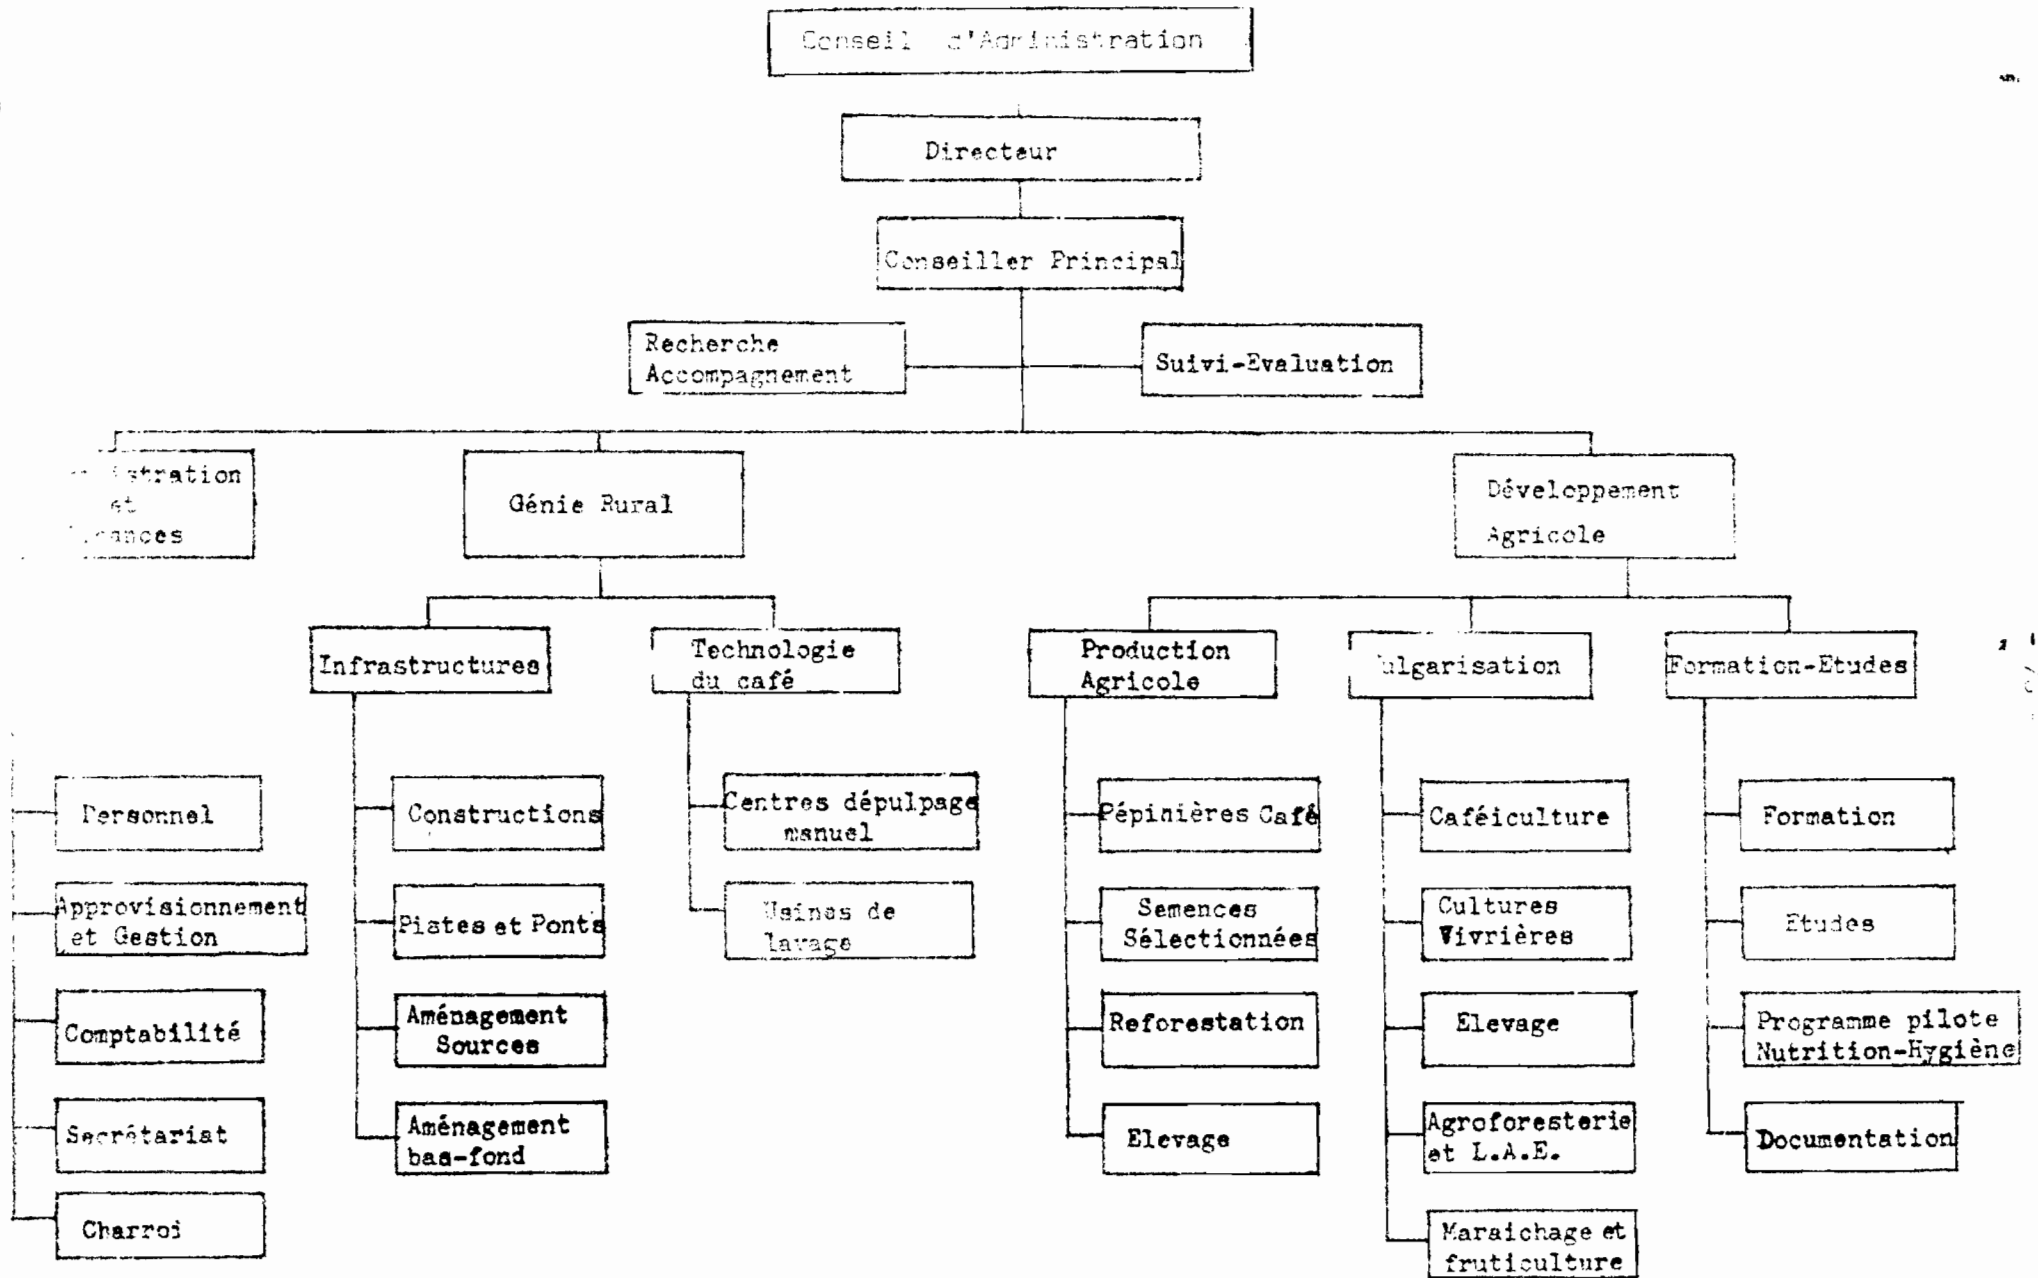 Conseil d'Administration
Directeur
Conseiller Principal
Recherche
Accompagnement
Suivi-Evaluation
et
Génie Rural
Développement
Agricole
Infrastructures
Technologie
du café
Production
Agricole
ulgarisation
Formation-Etudes
Personnel
Approvisionnement
et Gestion
Comptabilité
Secrétariat
Charroi
Constructions
Pistes et Ponts
Aménagement
Sources
Aménagement
bas-fond
Centres dépulpage
manuel
Usines de
lavage
Pépinières Café
Semences
Sélectionnées
Reforestation
Elevage
Caféiculture
Cultures
Vivrières
Elevage
Agroforesterie
et L.A.E.
Maraichage et
fruticulture
Formation
Etudes
Programme pilote
Nutrition-Hygiène
Documentation